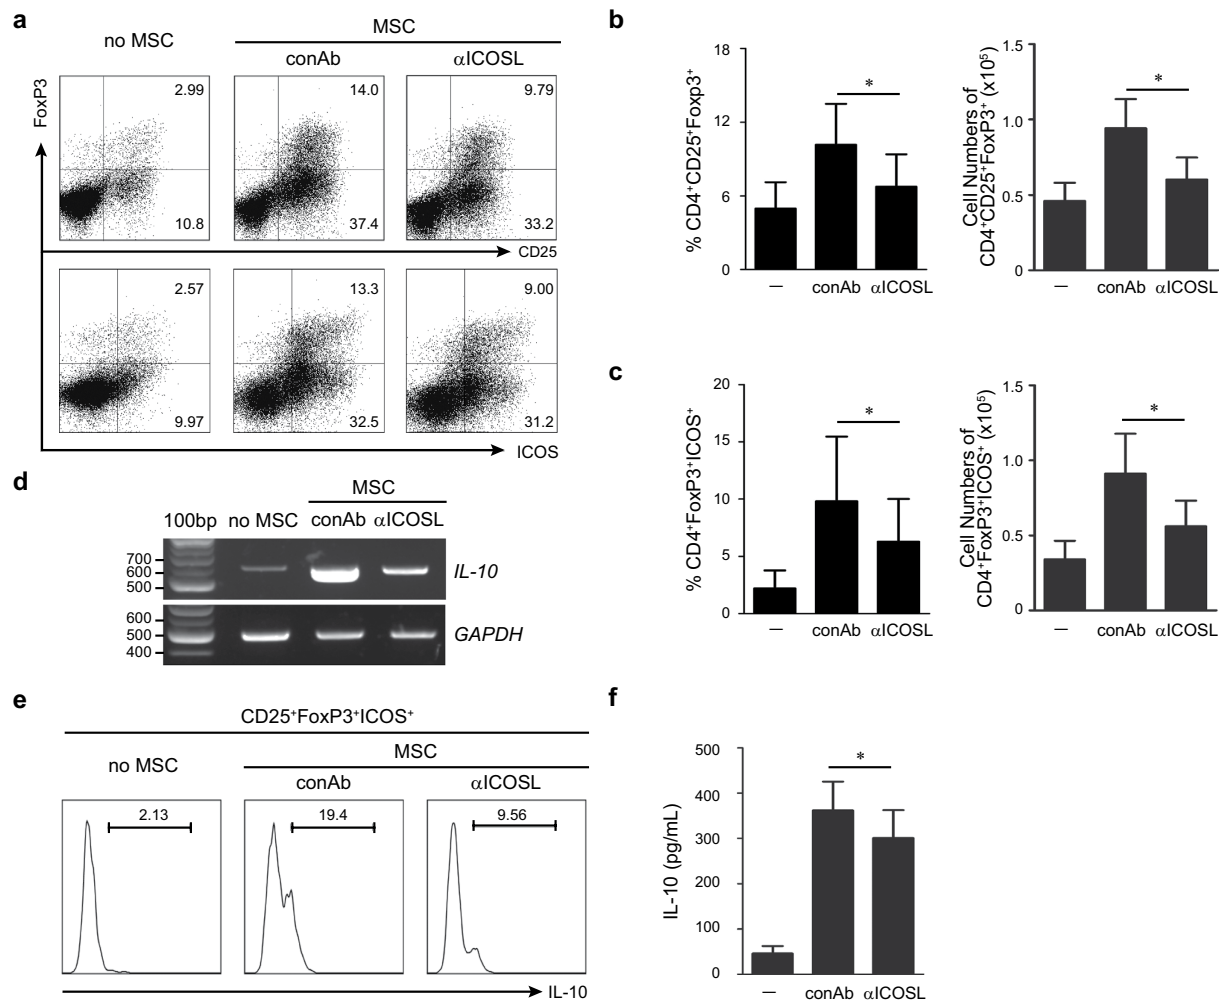 a
no MSC
MSC
conAb
αICOSL
FoxP3
2.99
14.0
9.79
10.8
37.4
33.2
CD25
2.57
13.3
9.00
9.97
32.5
31.2
ICOS
b
% CD4⁺CD25⁺Foxp3⁺
18
12
6
0
– conAb αICOSL
Cell Numbers of
CD4⁺CD25⁺FoxP3⁺ (x10⁵)
1.5
1.0
0.5
0
*
*
– conAb αICOSL
c
% CD4⁺FoxP3⁺ICOS⁺
20
15
10
5
0
*
– conAb αICOSL
Cell Numbers of
CD4⁺FoxP3⁺ICOS⁺ (x10⁵)
1.5
1.0
0.5
0
*
– conAb αICOSL
d
MSC
100bp no MSC conAb αICOSL
700
600
500
IL-10
600
500
400
GAPDH
e
CD25⁺FoxP3⁺ICOS⁺
MSC
no MSC
conAb
αICOSL
2.13
19.4
9.56
IL-10
f
IL-10 (pg/mL)
500
400
300
200
100
0
*
– conAb αICOSL